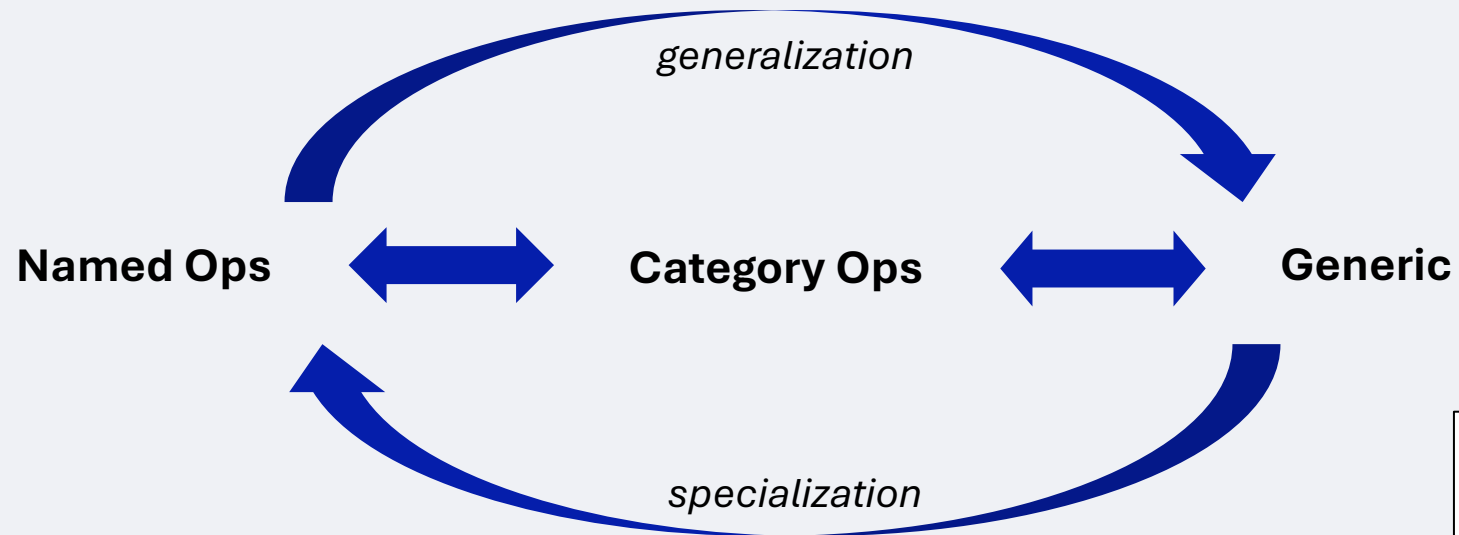 generalization
Named Ops
Category Ops
Generic
specialization